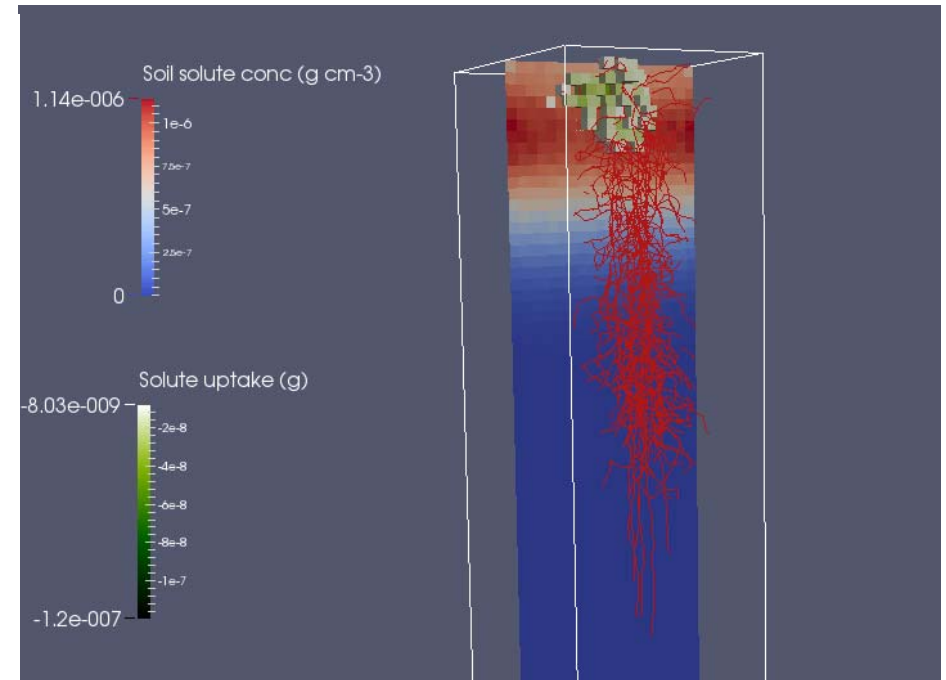 Soil solute conc (g cm-3)
1.14e-006
1e-6
7.5e-7
5e-7
2.5e-7
0
Solute uptake (g)
-8.03e-009
-2e-8
-4e-8
-6e-8
-8e-8
-1e-7
-1.2e-007